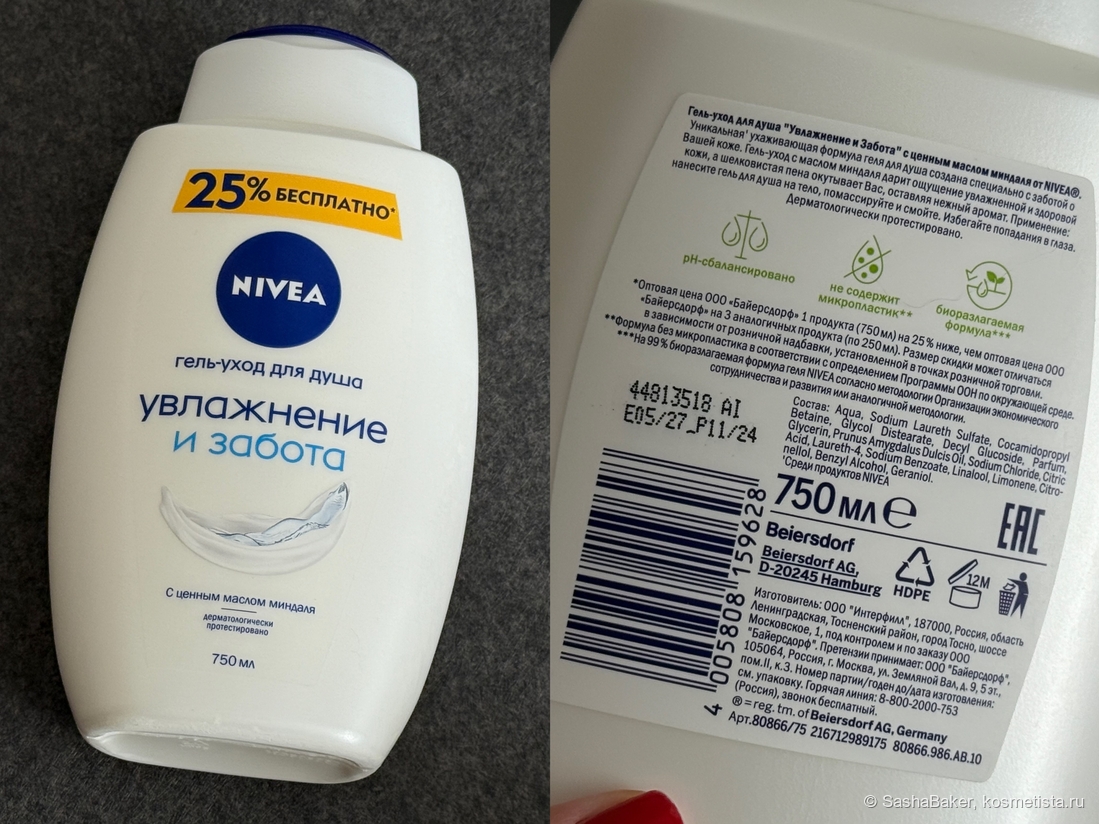 25% БЕСПЛАТНО*
NIVEA
гель-уход для душа
увлажнение
и забота
С ценным маслом миндаля
дерматологически
протестировано
750 мл
Гель-уход для душа "Увлажнение и Забота" с ценным маслом миндаля от NIVEA®.
Уникальная' ухаживающая формула геля для душа создана специально с заботой о
Вашей коже. Гель-уход с маслом миндаля дарит ощущение увлажненной и здоровой
кожи, а шелковистая пена окутывает Вас, оставляя нежный аромат. Применение:
нанесите гель для душа на тело, помассируйте и смойте. Избегайте попадания в глаза.
Дерматологически протестировано.
pH-сбалансировано
не содержит
микропластик**
биоразлагаемая
формула***
*Оптовая цена ООО «Байерсдорф» 1 продукта (750мл) на 25% ниже, чем оптовая цена ООО
«Байерсдорф» на 3 аналогичных продукта (по 250 мл). Размер скидки может отличаться
в зависимости от розничной надбавки, установленной в точках розничной торговли.
**Формула без микропластика в соответствии с определением Программы ООН по окружающей среде.
***На 99% биоразлагаемая формула геля NIVEA согласно методологии Организации экономического
сотрудничества и развития или аналогичной методологии.
44813518 AI
E05/27_P11/24
Состав: Aqua, Sodium Laureth Sulfate, Cocamidopropyl
Betaine, Glycol Distearate, Decyl Glucoside, Parfum,
Glycerin, Prunus Amygdalus Dulcis Oil, Sodium Chloride, Citric
Acid, Laureth-4, Sodium Benzoate, Linalool, Limonene, Citro-
nellol, Benzyl Alcohol, Geraniol.
'Среди продуктов NIVEA
750 мл ℮
EAC
Beiersdorf
Beiersdorf AG,
D-20245 Hamburg
HDPE
12M
4 005808 159628
Изготовитель: ООО "Интерфилл", 187000, Россия, область
Ленинградская, Тосненский район, город Тосно, шоссе
Московское, 1, под контролем и по заказу ООО
"Байерсдорф". Претензии принимает: ООО "Байерсдорф".
105064, Россия, г. Москва, ул. Земляной Вал, д. 9, 5 эт.,
пом.II, к.3. Номер партии/годен до/дата изготовления:
см. упаковку. Горячая линия: 8-800-2000-753
(Россия), звонок бесплатный.
® = reg. tm. of Beiersdorf AG, Germany
Арт.80866/75 216712989175 80866.986.AB.10
© SashaBaker, kosmetista.ru